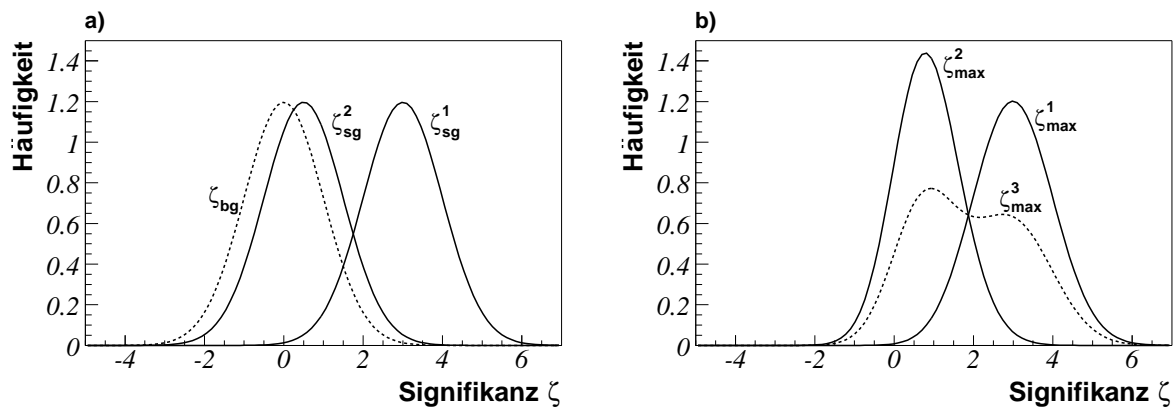 a)
Häufigkeit
1.4
1.2
1
0.8
0.6
0.4
0.2
0
ζbg
ζ²sg
ζ¹sg
-4 -2 0 2 4 6
Signifikanz ζ
b)
Häufigkeit
1.4
1.2
1
0.8
0.6
0.4
0.2
0
ζ²max
ζ¹max
ζ³max
-4 -2 0 2 4 6
Signifikanz ζ